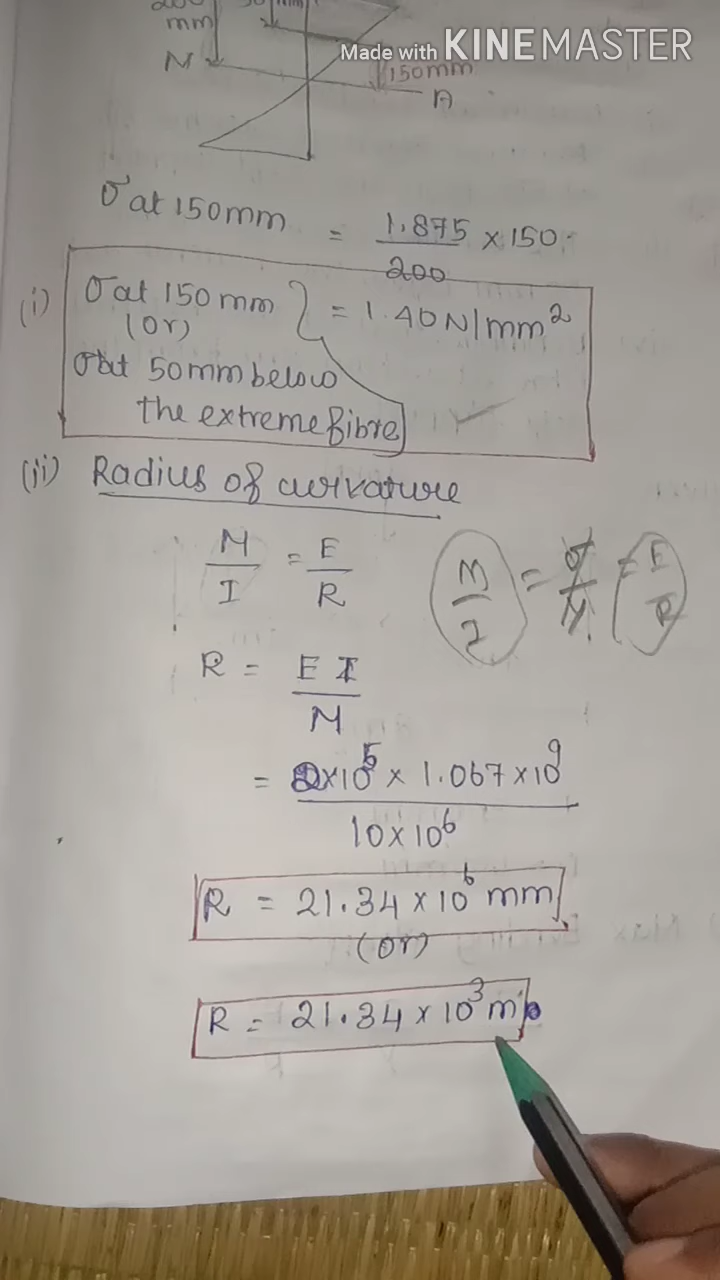 mm
Made with KINEMASTER
N
150mm
A
σ at 150mm = 1.875 × 150
200
(i) σ at 150 mm } = 1.40 N/mm²
(or)
σ at 50mm below
the extreme fibre
(ii) Radius of curvature
M = E
I R
M = σ = E
R
R = E I
M
= 2×10⁵ × 1.067 × 10⁹
10 × 10⁶
R = 21.34 × 10⁶ mm
(or)
R = 21.34 × 10³ m